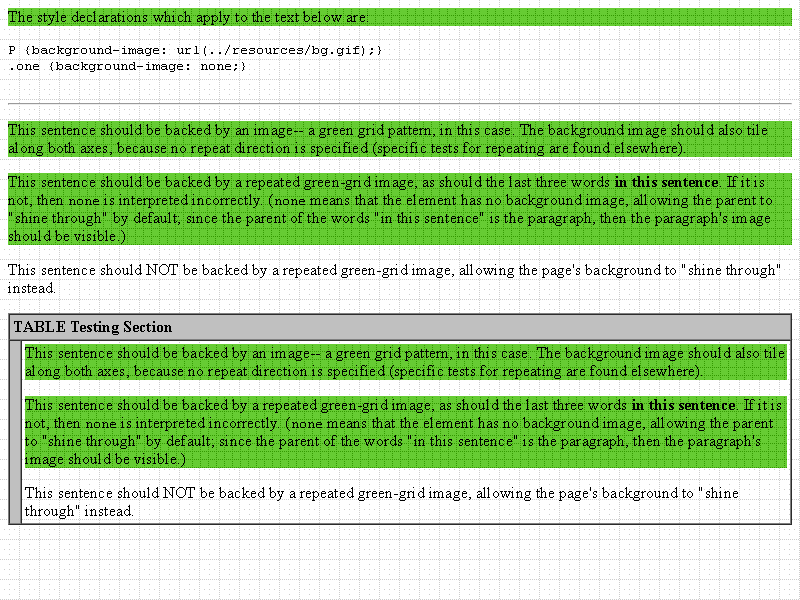 The style declarations which apply to the text below are:
P {background-image: url(../resources/bg.gif);}
.one {background-image: none;}
This sentence should be backed by an image-- a green grid pattern, in this case. The background image should also tile
along both axes, because no repeat direction is specified (specific tests for repeating are found elsewhere).
This sentence should be backed by a repeated green-grid image, as should the last three words in this sentence. If it is
not, then none is interpreted incorrectly. (none means that the element has no background image, allowing the parent to
"shine through" by default; since the parent of the words "in this sentence" is the paragraph, then the paragraph's image
should be visible.)
This sentence should NOT be backed by a repeated green-grid image, allowing the page's background to "shine through"
instead.
TABLE Testing Section
This sentence should be backed by an image-- a green grid pattern, in this case. The background image should also tile
along both axes, because no repeat direction is specified (specific tests for repeating are found elsewhere).
This sentence should be backed by a repeated green-grid image, as should the last three words in this sentence. If it is
not, then none is interpreted incorrectly. (none means that the element has no background image, allowing the parent
to "shine through" by default; since the parent of the words "in this sentence" is the paragraph, then the paragraph's
image should be visible.)
This sentence should NOT be backed by a repeated green-grid image, allowing the page's background to "shine
through" instead.